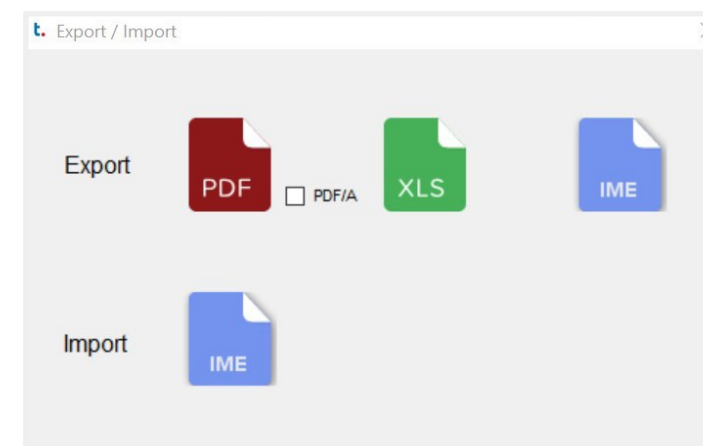 t. Export / Import
Export
PDF
PDF/A
XLS
IME
Import
IME